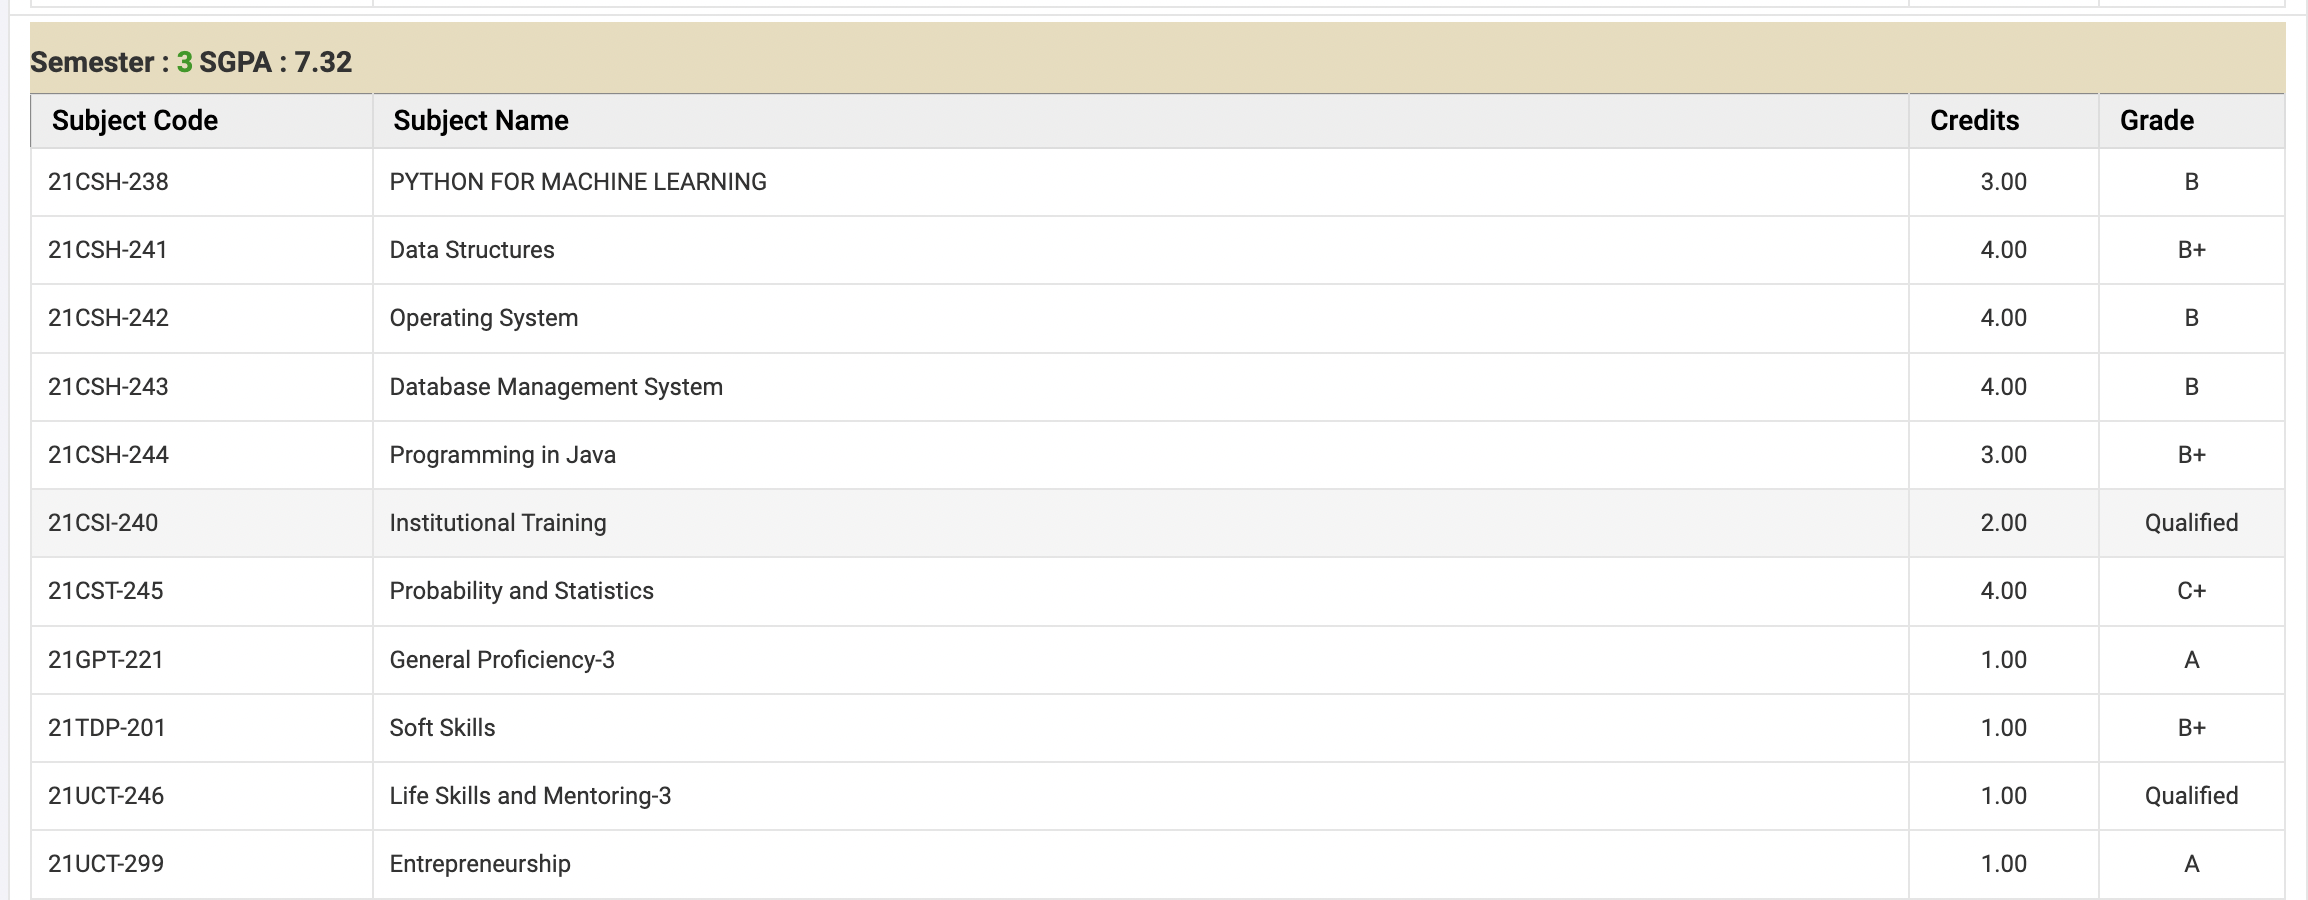 Semester : 3 SGPA : 7.32
Subject Code Subject Name Credits Grade
21CSH-238 PYTHON FOR MACHINE LEARNING 3.00 B
21CSH-241 Data Structures 4.00 B+
21CSH-242 Operating System 4.00 B
21CSH-243 Database Management System 4.00 B
21CSH-244 Programming in Java 3.00 B+
21CSI-240 Institutional Training 2.00 Qualified
21CST-245 Probability and Statistics 4.00 C+
21GPT-221 General Proficiency-3 1.00 A
21TDP-201 Soft Skills 1.00 B+
21UCT-246 Life Skills and Mentoring-3 1.00 Qualified
21UCT-299 Entrepreneurship 1.00 A